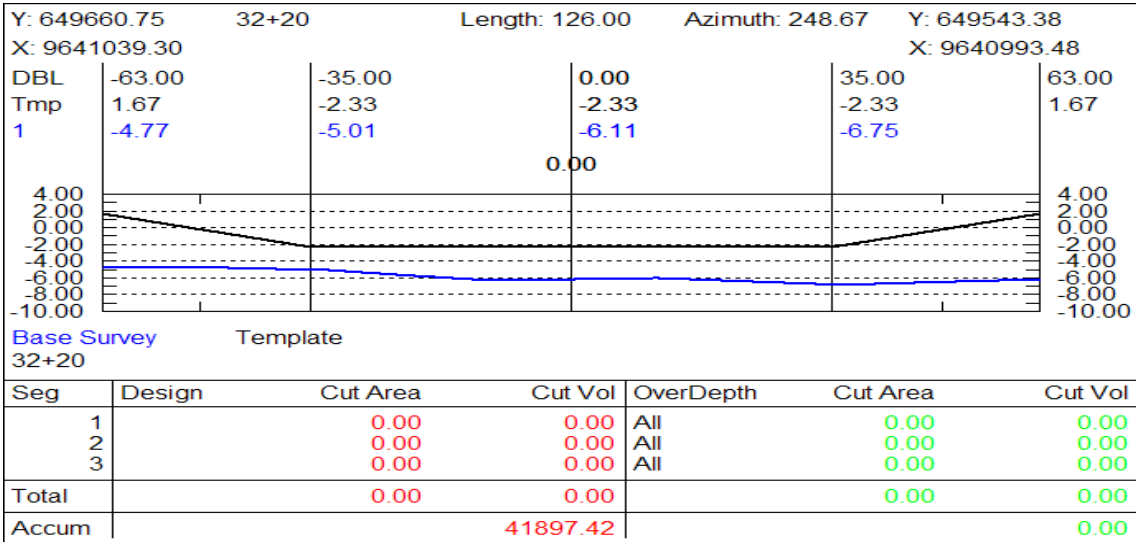 Y: 649660.75 32+20 Length: 126.00 Azimuth: 248.67 Y: 649543.38
X: 9641039.30 X: 9640993.48
DBL -63.00 -35.00 0.00 35.00 63.00
Tmp 1.67 -2.33 -2.33 -2.33 1.67
1 -4.77 -5.01 -6.11 -6.75
0.00
4.00 4.00
2.00 2.00
0.00 0.00
-2.00 -2.00
-4.00 -4.00
-6.00 -6.00
-8.00 -8.00
-10.00 -10.00
Base Survey Template
32+20
Seg Design Cut Area Cut Vol OverDepth Cut Area Cut Vol
1 0.00 0.00 All 0.00 0.00
2 0.00 0.00 All 0.00 0.00
3 0.00 0.00 All 0.00 0.00
Total 0.00 0.00 0.00 0.00
Accum 41897.42 0.00